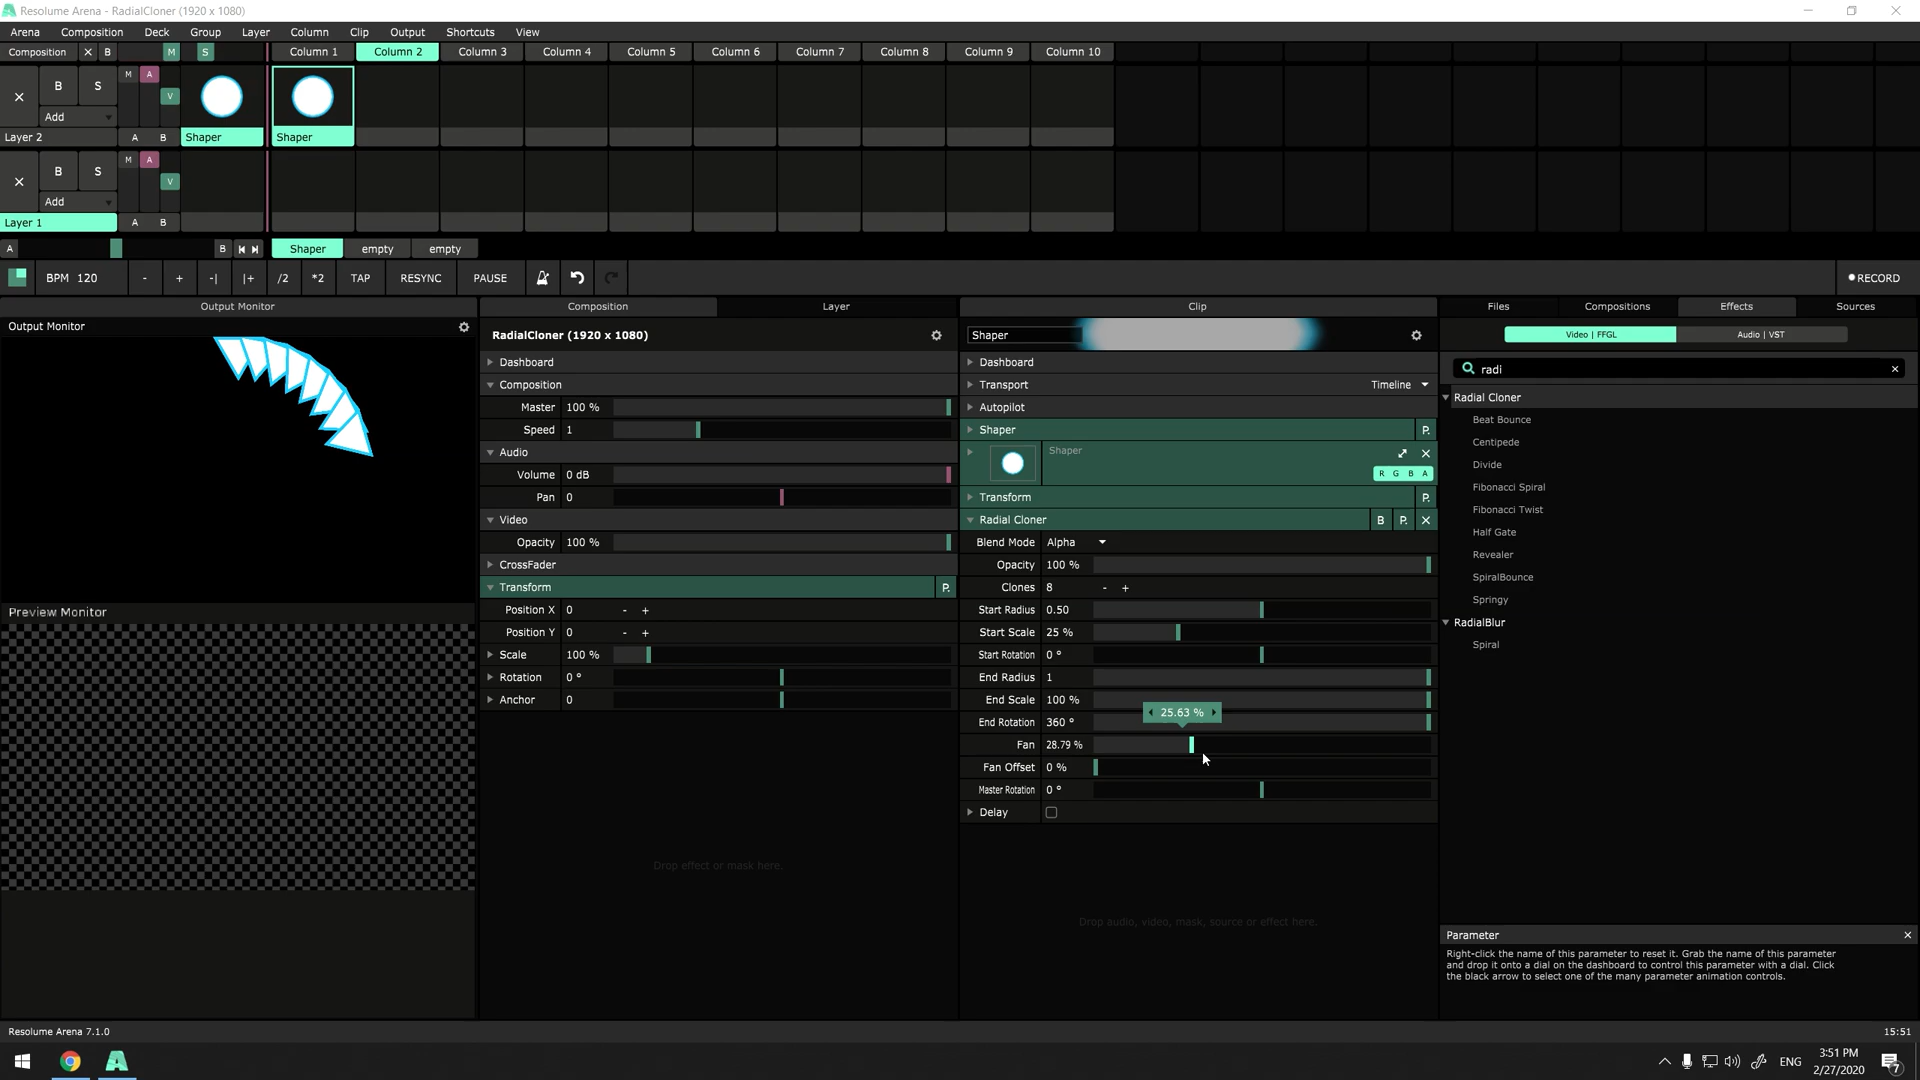 Resolume Arena - RadialCloner (1920 x 1080)
Arena Composition Deck Group Layer Column Clip Output Shortcuts View
Composition × B M S Column 1 Column 2 Column 3 Column 4 Column 5 Column 6 Column 7 Column 8 Column 9 Column 10
M A
B S
V
Add
Layer 2 A B Shaper Shaper
M A
B S
V
Add
Layer 1 A B
A B Shaper empty empty
BPM 120 - + -| |+ /2 *2 TAP RESYNC PAUSE RECORD
Output Monitor Composition Layer Clip Files Compositions Effects Sources
Output Monitor
RadialCloner (1920 x 1080)
Shaper
Video | FFGL Audio | VST
radi
Dashboard
Composition
Master 100 %
Speed 1
Audio
Volume 0 dB
Pan 0
Video
Opacity 100 %
CrossFader
Transform P.
Position X 0 - +
Position Y 0 - +
Scale 100 %
Rotation 0 °
Anchor 0
Drop effect or mask here.
Dashboard
Transport Timeline
Autopilot
Shaper P.
Shaper
R G B A
Transform P.
Radial Cloner B P.
Blend Mode Alpha
Opacity 100 %
Clones 8 - +
Start Radius 0.50
Start Scale 25 %
Start Rotation 0 °
End Radius 1
End Scale 100 %
25.63 %
End Rotation 360 °
Fan 28.79 %
Fan Offset 0 %
Master Rotation 0 °
Delay
Drop audio, video, mask, source or effect here.
Radial Cloner
Beat Bounce
Centipede
Divide
Fibonacci Spiral
Fibonacci Twist
Half Gate
Revealer
SpiralBounce
Springy
RadialBlur
Spiral
Preview Monitor
Parameter
Right-click the name of this parameter to reset it. Grab the name of this parameter
and drop it onto a dial on the dashboard to control this parameter with a dial. Click
the black arrow to select one of the many parameter animation controls.
Resolume Arena 7.1.0 15:51
ENG
3:51 PM
2/27/2020
7